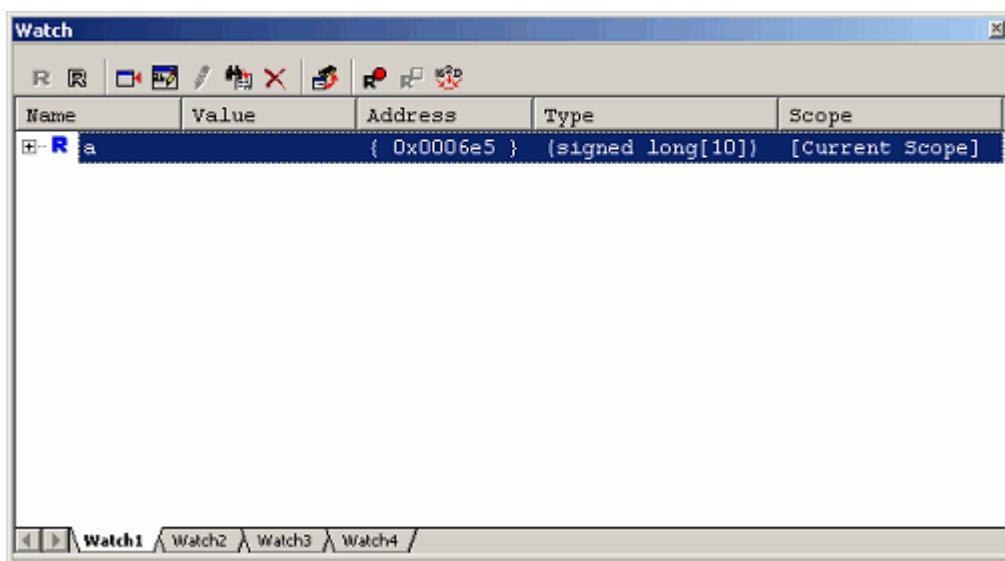 Watch
Name Value Address Type Scope
R a { 0x0006e5 } (signed long[10]) [Current Scope]
Watch1 Watch2 Watch3 Watch4